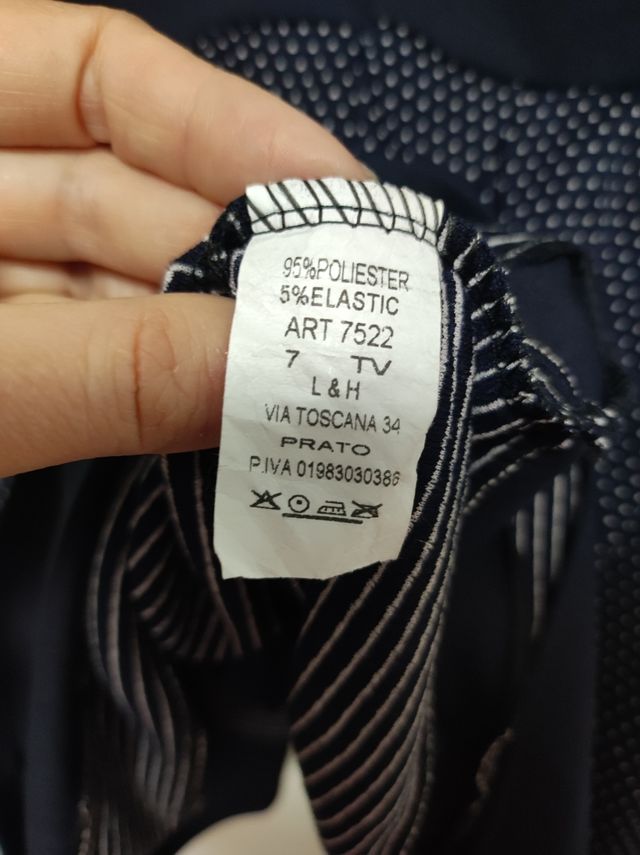 95%POLIESTER
5%ELASTIC
ART 7522
7 TV
L & H
VIA TOSCANA 34
PRATO
P.IVA 01983030386